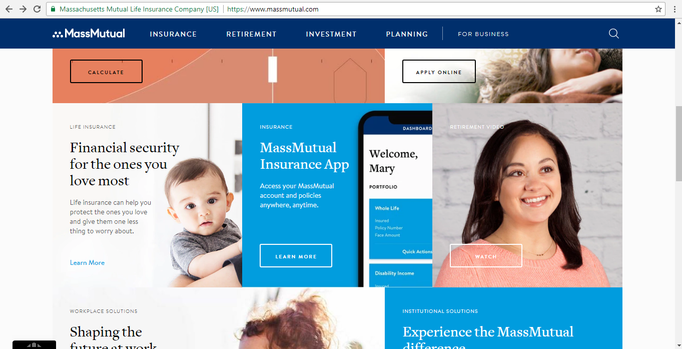 Massachusetts Mutual Life Insurance Company [US] https://www.massmutual.com
MassMutual INSURANCE RETIREMENT INVESTMENT PLANNING FOR BUSINESS
CALCULATE
APPLY ONLINE
LIFE INSURANCE
Financial security
for the ones you
love most
Life insurance can help you
protect the ones you love
and give them one less
thing to worry about.
Learn More
INSURANCE
MassMutual
Insurance App
Access your MassMutual
account and policies
anywhere, anytime.
LEARN MORE
DASHBOARD
Welcome,
Mary
PORTFOLIO
Whole Life
Insured
Policy Number
Face Amount
Quick Actions
Disability Income
RETIREMENT VIDEO
WATCH
WORKPLACE SOLUTIONS
Shaping the
future at work
INSTITUTIONAL SOLUTIONS
Experience the MassMutual
difference